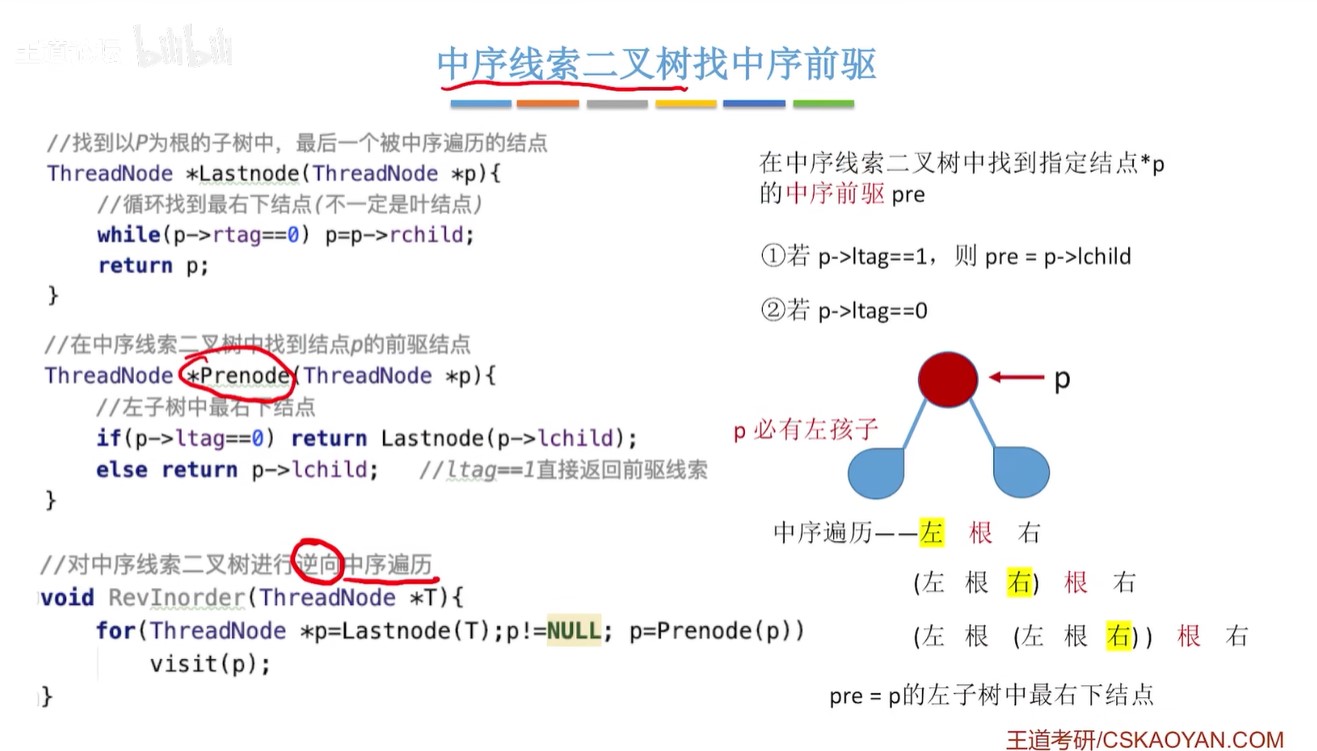 bilibili
中序线索二叉树找中序前驱
//找到以P为根的子树中，最后一个被中序遍历的结点
ThreadNode *Lastnode(ThreadNode *p){
//循环找到最右下结点(不一定是叶结点)
while(p->rtag==0) p=p->rchild;
return p;
}
//在中序线索二叉树中找到结点p的前驱结点
ThreadNode *Prenode(ThreadNode *p){
//左子树中最右下结点
if(p->ltag==0) return Lastnode(p->lchild);
else return p->lchild; //ltag==1直接返回前驱线索
}
//对中序线索二叉树进行逆向中序遍历
void RevInorder(ThreadNode *T){
for(ThreadNode *p=Lastnode(T);p!=NULL; p=Prenode(p))
visit(p);
}
在中序线索二叉树中找到指定结点*p
的中序前驱 pre
①若 p->ltag==1，则 pre = p->lchild
②若 p->ltag==0
p
p 必有左孩子
中序遍历——左 根 右
(左 根 右) 根 右
(左 根 (左 根 右)) 根 右
pre = p的左子树中最右下结点
王道考研/CSKAOYAN.COM